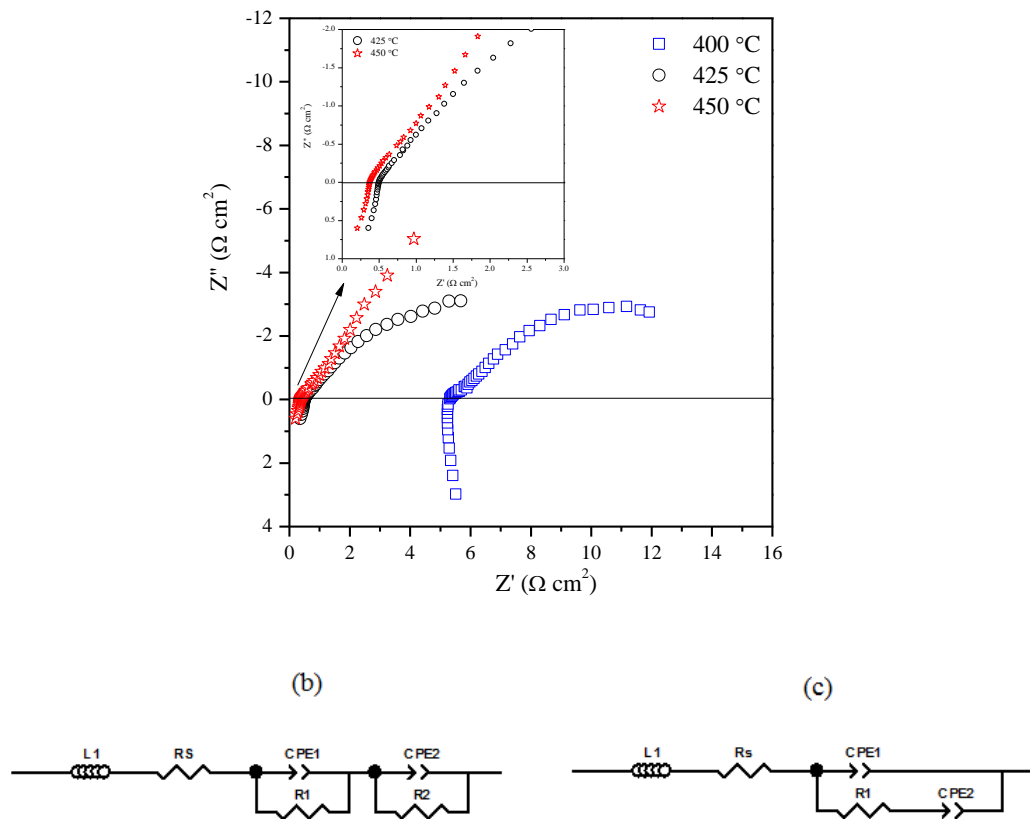 -12
-10
-8
-6
-4
-2
0
2
4
Z'' (Ω cm²)
0 2 4 6 8 10 12 14 16
Z' (Ω cm²)
400 °C
425 °C
450 °C
-2.0
-1.5
-1.0
-0.5
0.0
0.5
1.0
Z'' (Ω cm²)
0.0 0.5 1.0 1.5 2.0 2.5 3.0
Z' (Ω cm²)
425 °C
450 °C
(b)
L1 RS CPE1 CPE2
R1 R2
(c)
L1 Rs CPE1
R1 CPE2